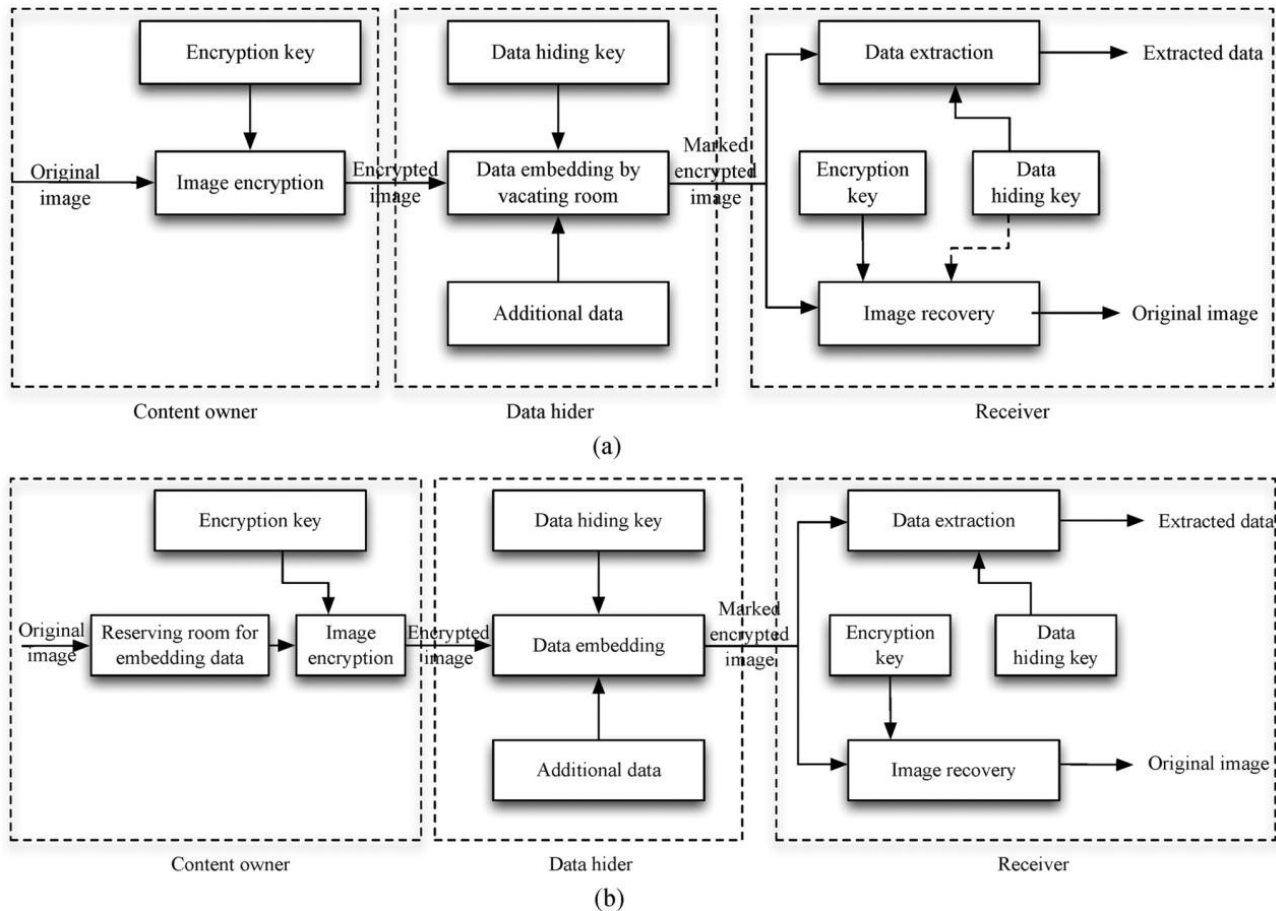 Encryption key
Data hiding key
Data extraction
Extracted data
Original
image
Image encryption
Encrypted
image
Data embedding by
vacating room
Marked
encrypted
image
Encryption
key
Data
hiding key
Additional data
Image recovery
Original image
Content owner
Data hider
Receiver
(a)
Encryption key
Data hiding key
Data extraction
Extracted data
Original
image
Reserving room for
embedding data
Image
encryption
Encrypted
image
Data embedding
Marked
encrypted
image
Encryption
key
Data
hiding key
Additional data
Image recovery
Original image
Content owner
Data hider
Receiver
(b)